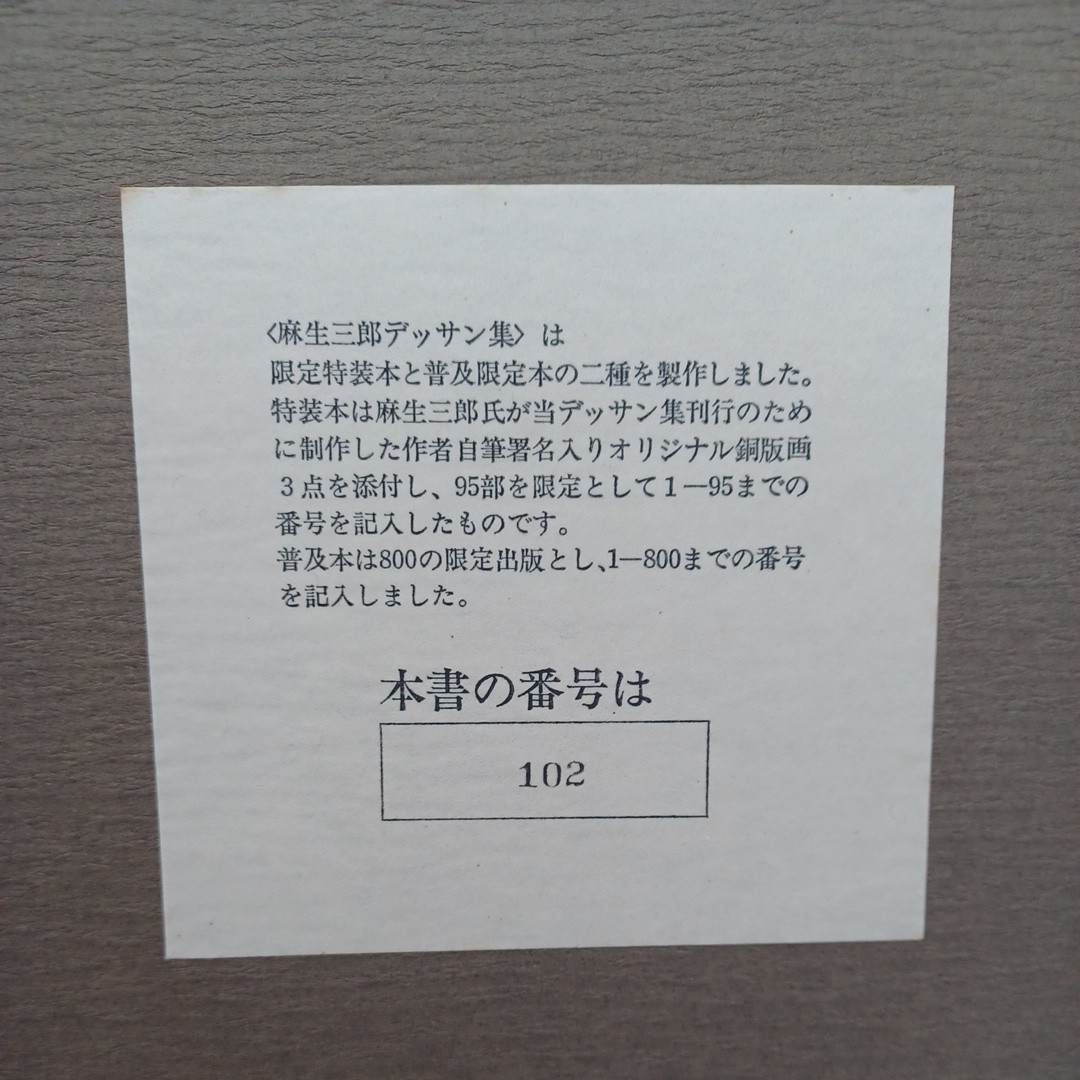 〈麻生三郎デッサン集〉は
限定特装本と普及限定本の二種を製作しました。
特装本は麻生三郎氏が当デッサン集刊行のため
に制作した作者自筆署名入りオリジナル銅版画
3点を添付し、95部を限定として1―95までの
番号を記入したものです。
普及本は800の限定出版とし、1―800までの番号
を記入しました。
本書の番号は
102